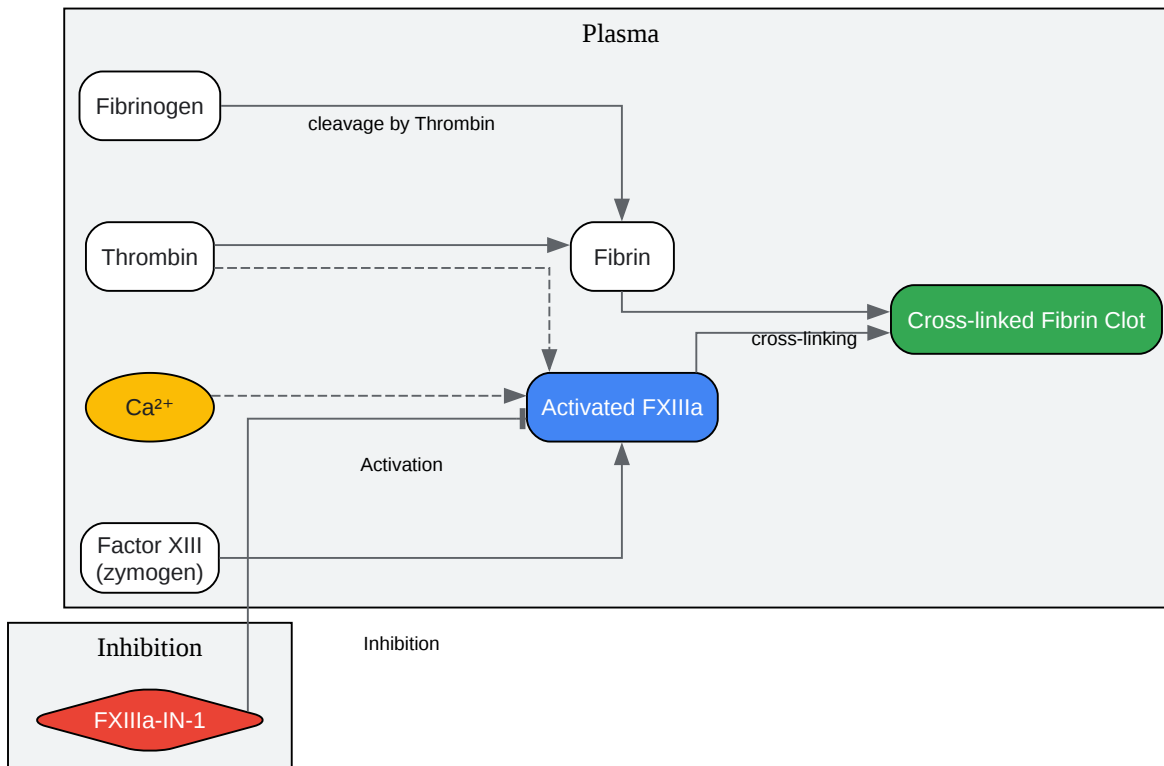 Plasma
Fibrinogen
cleavage by Thrombin
Thrombin
Fibrin
Cross-linked Fibrin Clot
cross-linking
Ca²⁺
Activated FXIIIa
Activation
Factor XIII
(zymogen)
Inhibition
Inhibition
FXIIIa-IN-1